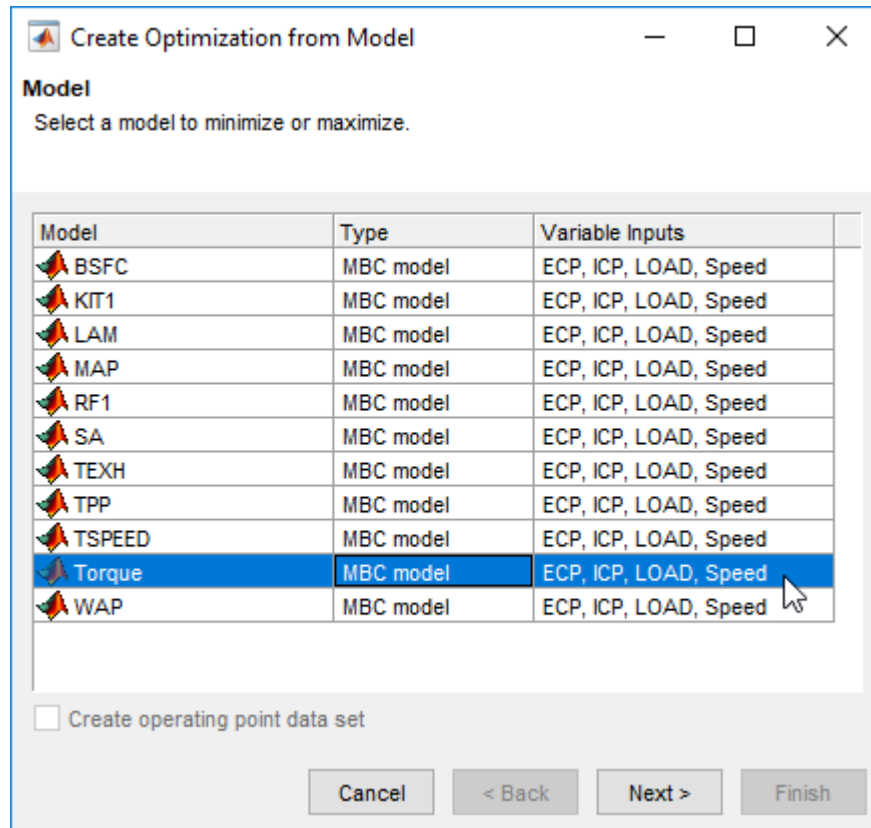 Create Optimization from Model
Model
Select a model to minimize or maximize.
Model Type Variable Inputs
BSFC MBC model ECP, ICP, LOAD, Speed
KIT1 MBC model ECP, ICP, LOAD, Speed
LAM MBC model ECP, ICP, LOAD, Speed
MAP MBC model ECP, ICP, LOAD, Speed
RF1 MBC model ECP, ICP, LOAD, Speed
SA MBC model ECP, ICP, LOAD, Speed
TEXH MBC model ECP, ICP, LOAD, Speed
TPP MBC model ECP, ICP, LOAD, Speed
TSPEED MBC model ECP, ICP, LOAD, Speed
Torque MBC model ECP, ICP, LOAD, Speed
WAP MBC model ECP, ICP, LOAD, Speed
Create operating point data set
Cancel < Back Next > Finish